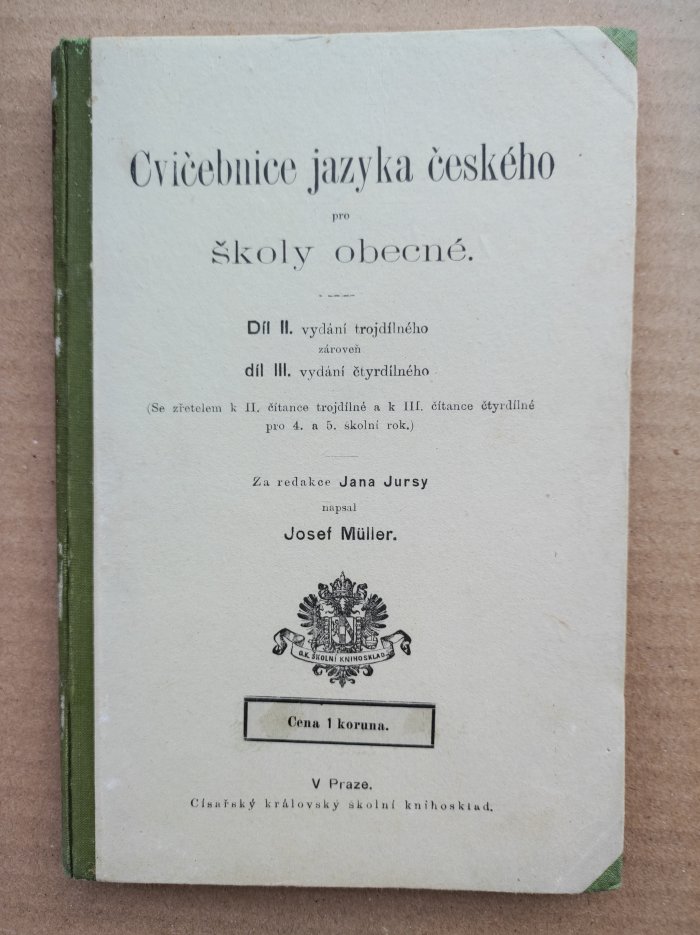 Cvičebnice jazyka českého
pro
školy obecné.
Díl II. vydání trojdílného
zároveň
díl III. vydání čtyrdílného
(Se zřetelem k II. čítance trojdílné a k III. čítance čtyrdílné
pro 4. a 5. školní rok.)
Za redakce Jana Jursy
napsal
Josef Müller.
C.K. ŠKOLNÍ KNIHOSKLAD
Cena 1 koruna.
V Praze.
Císařský královský školní knihosklad.